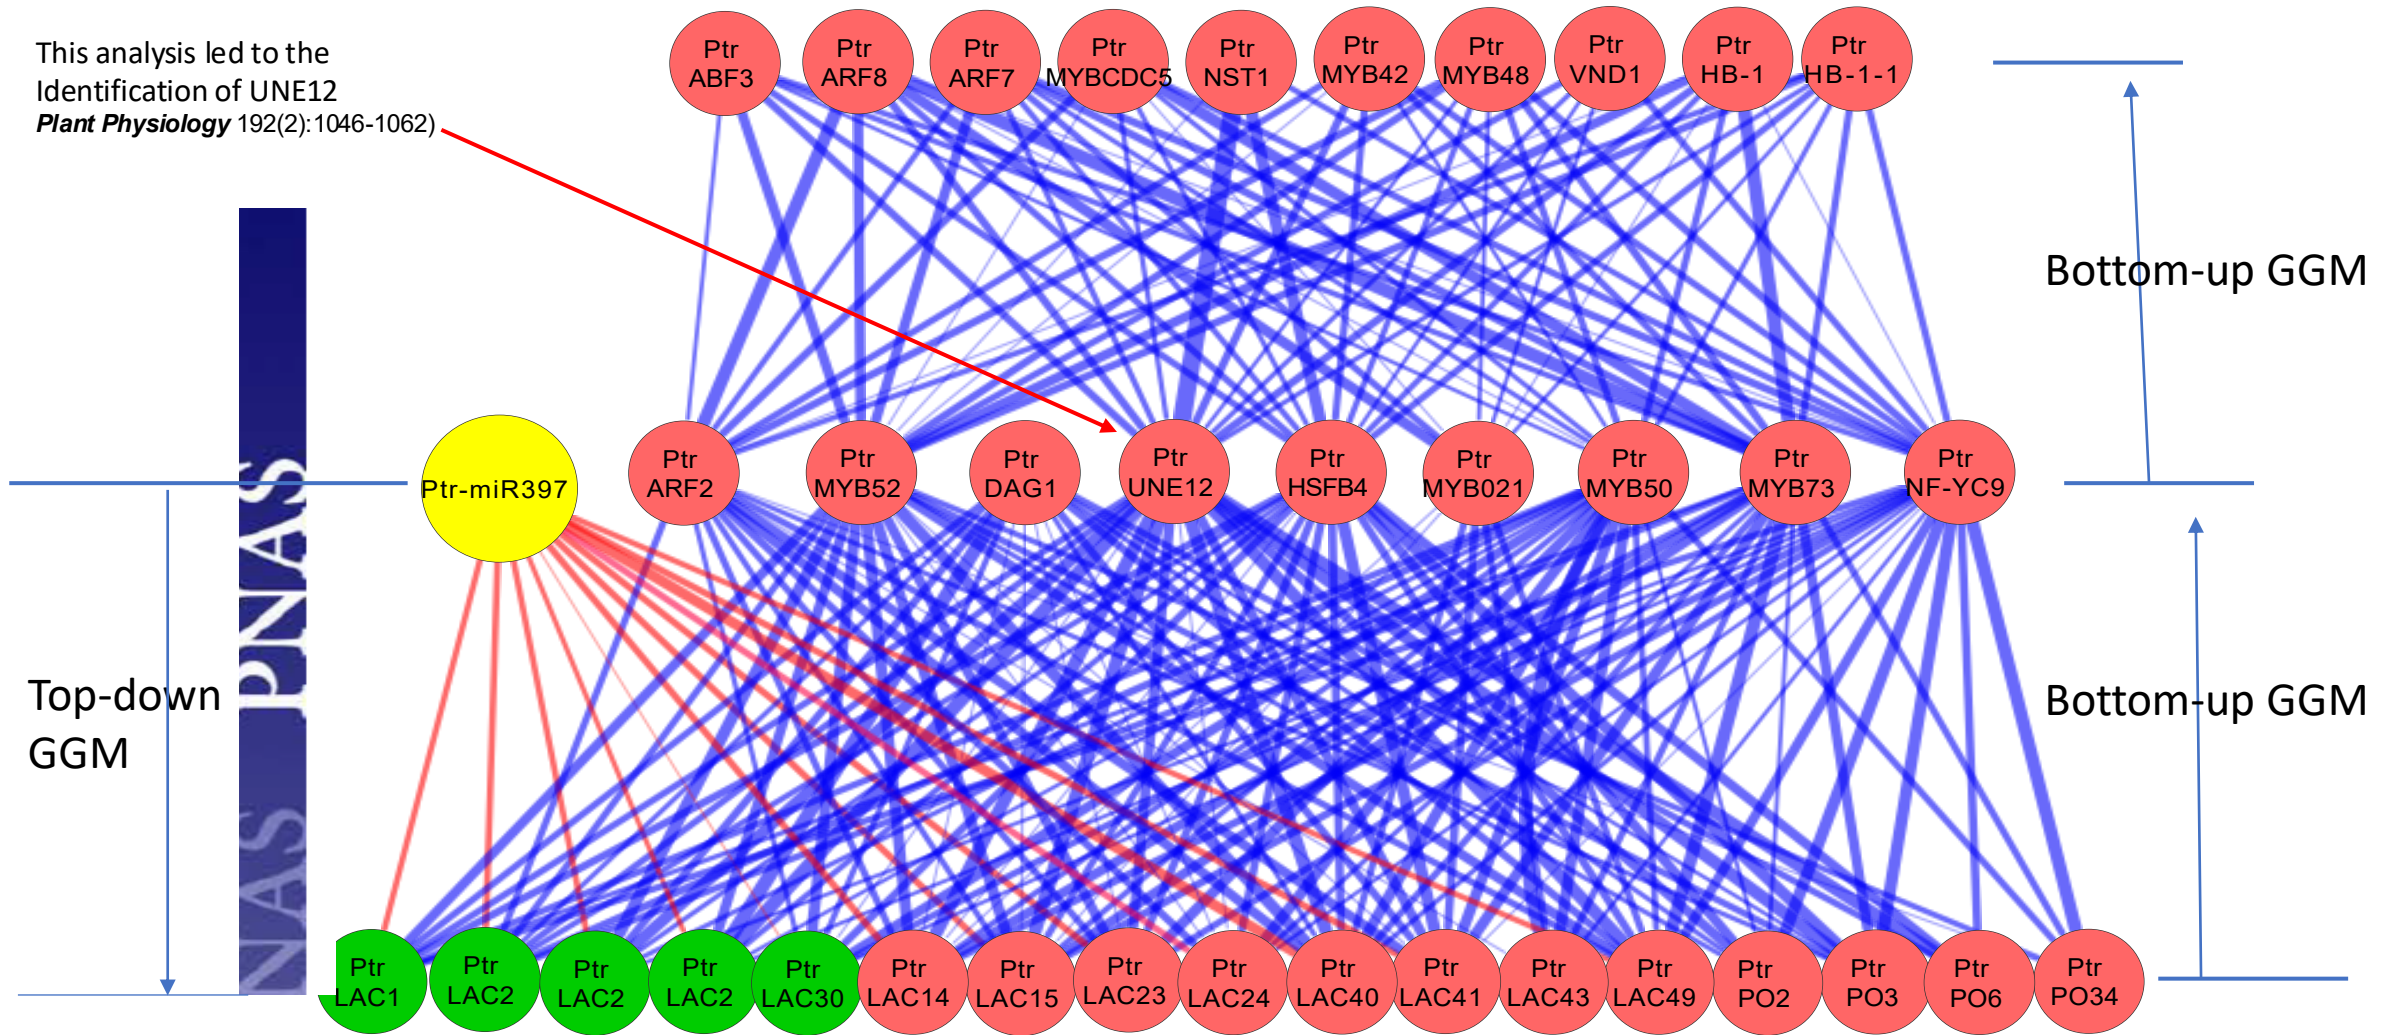 This analysis led to the
Identification of UNE12
Plant Physiology 192(2):1046-1062)
Ptr
ABF3
Ptr
ARF8
Ptr
ARF7
Ptr
MYBCDC5
Ptr
NST1
Ptr
MYB42
Ptr
MYB48
Ptr
VND1
Ptr
HB-1
Ptr
HB-1-1
Bottom-up GGM
PNAS
NAS
Ptr-miR397
Ptr
ARF2
Ptr
MYB52
Ptr
DAG1
Ptr
UNE12
Ptr
HSFB4
Ptr
MYB021
Ptr
MYB50
Ptr
MYB73
Ptr
NF-YC9
Top-down
GGM
Bottom-up GGM
Ptr
LAC1
Ptr
LAC2
Ptr
LAC2
Ptr
LAC2
Ptr
LAC30
Ptr
LAC14
Ptr
LAC15
Ptr
LAC23
Ptr
LAC24
Ptr
LAC40
Ptr
LAC41
Ptr
LAC43
Ptr
LAC49
Ptr
PO2
Ptr
PO3
Ptr
PO6
Ptr
PO34